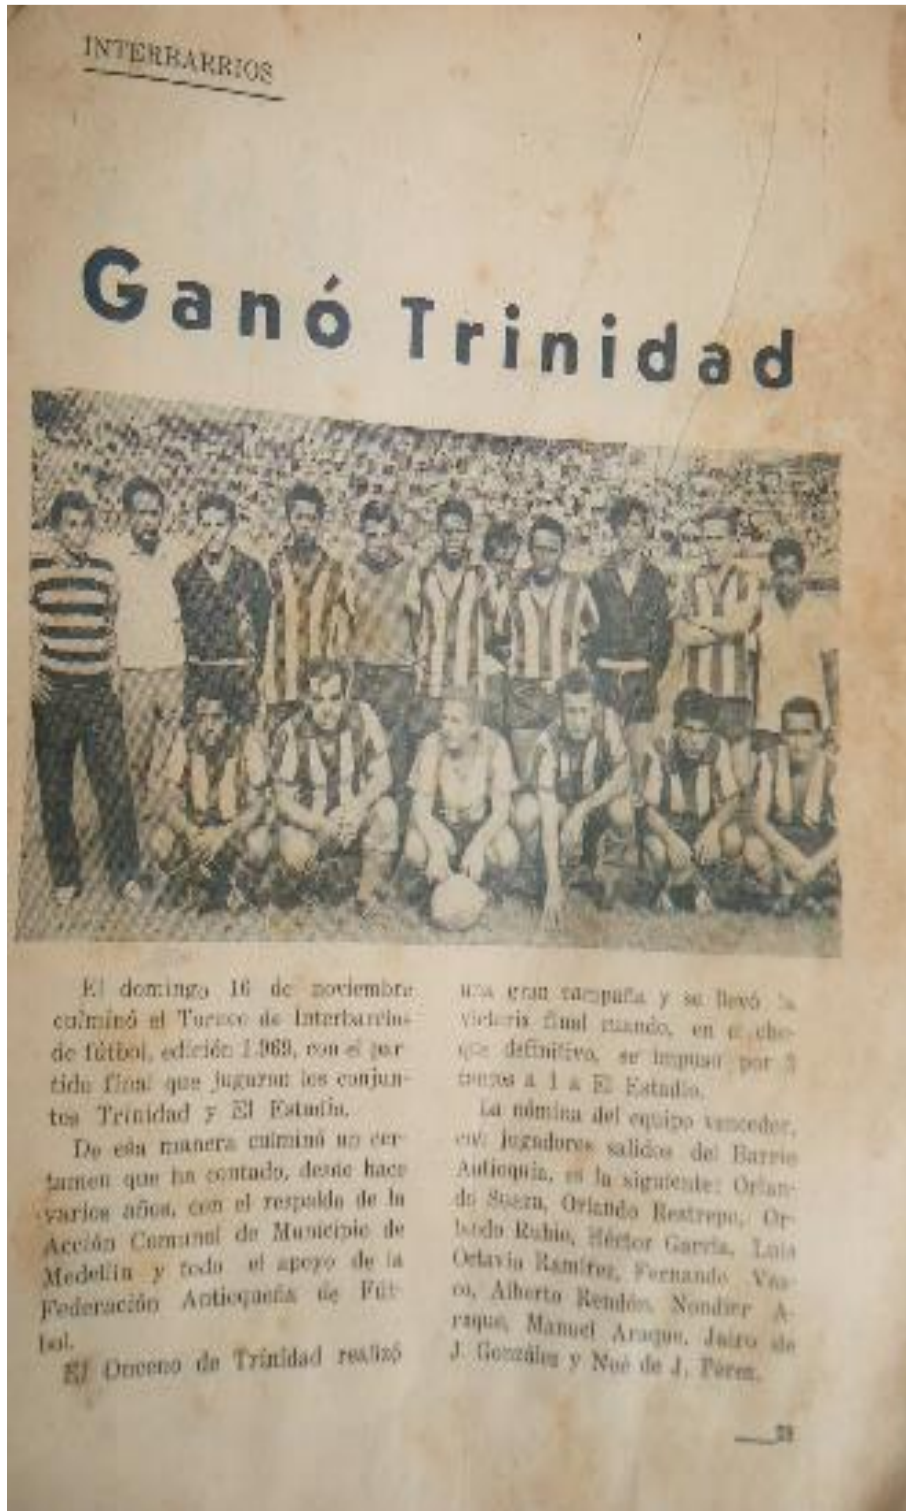 INTERBARRIOS
Ganó Trinidad
El domingo 16 de noviembre
culminó el Torneo de Interbarrios
de fútbol, edición 1.969, con el par-
tido final que jugaron los conjun-
tos Trinidad y El Estadio.
De esa manera culminó un cer-
tamen que ha contado, desde hace
varios años, con el respaldo de la
Acción Comunal de Municipio de
Medellín y todo el apoyo de la
Federación Antioqueña de Fút-
bol.
El Onceno de Trinidad realizó
una gran campaña y se llevó la
victoria final cuando, en el cho-
que definitivo, se impuso por 3
tantos a 1 a El Estadio.
La nómina del equipo vencedor,
con jugadores salidos del Barrio
Antioquia, es la siguiente: Orlan-
do Suaza, Orlando Restrepo, Or-
lando Rubio, Héctor García, Luis
Octavio Ramírez, Fernando
Alberto Rendón, Nondier A-
raque, Manuel Araque, Jairo de
J. González y Noé de J. Pérez.